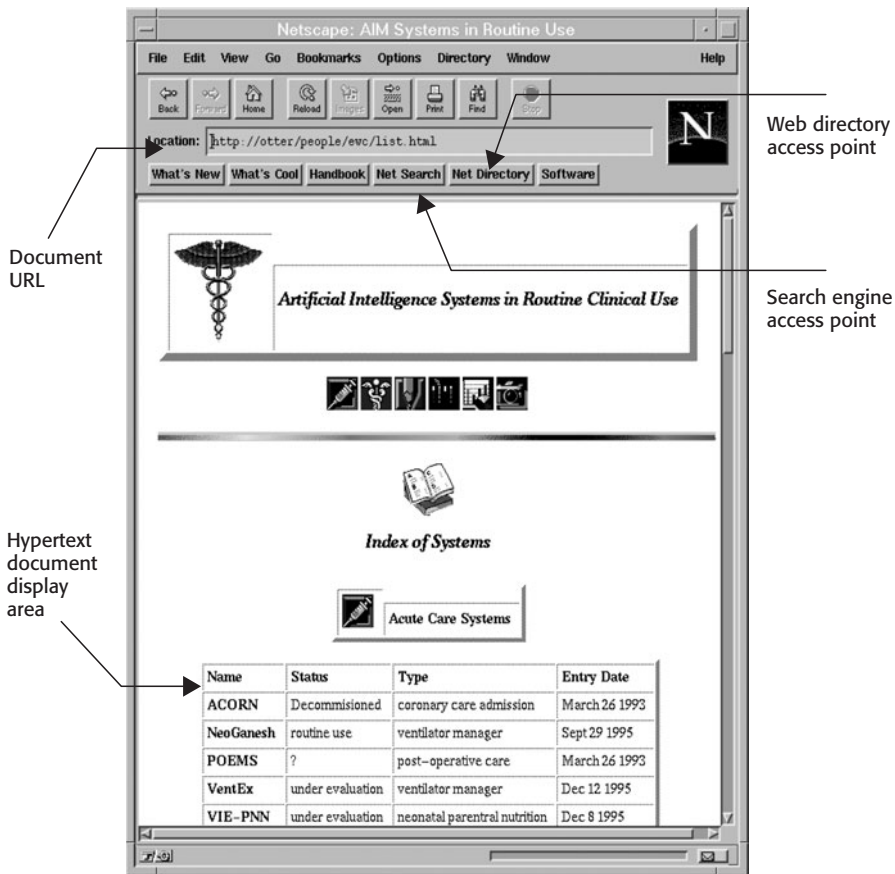 Netscape: AIM Systems in Routine Use
File Edit View Go Bookmarks Options Directory Window Help
Back Forward Home Reload Images Open Print Find Stop
N
Location: http://otter/people/ewc/list.html
What's New What's Cool Handbook Net Search Net Directory Software
Web directory
access point
Document
URL
Search engine
access point
Artificial Intelligence Systems in Routine Clinical Use
Index of Systems
Hypertext
document
display
area
Acute Care Systems
Name Status Type Entry Date
ACORN Decommisioned coronary care admission March 26 1993
NeoGanesh routine use ventilator manager Sept 29 1995
POEMS ? post-operative care March 26 1993
VentEx under evaluation ventilator manager Dec 12 1995
VIE-PNN under evaluation neonatal parentral nutrition Dec 8 1995